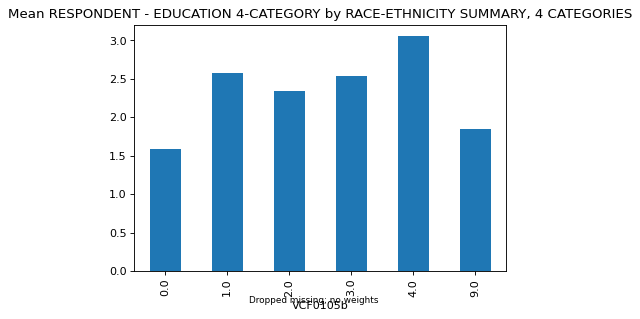 Mean RESPONDENT - EDUCATION 4-CATEGORY by RACE-ETHNICITY SUMMARY, 4 CATEGORIES
3.0
2.5
2.0
1.5
1.0
0.5
0.0
0.0 1.0 2.0 3.0 4.0 9.0
Dropped missing; no weights
VCF0105b